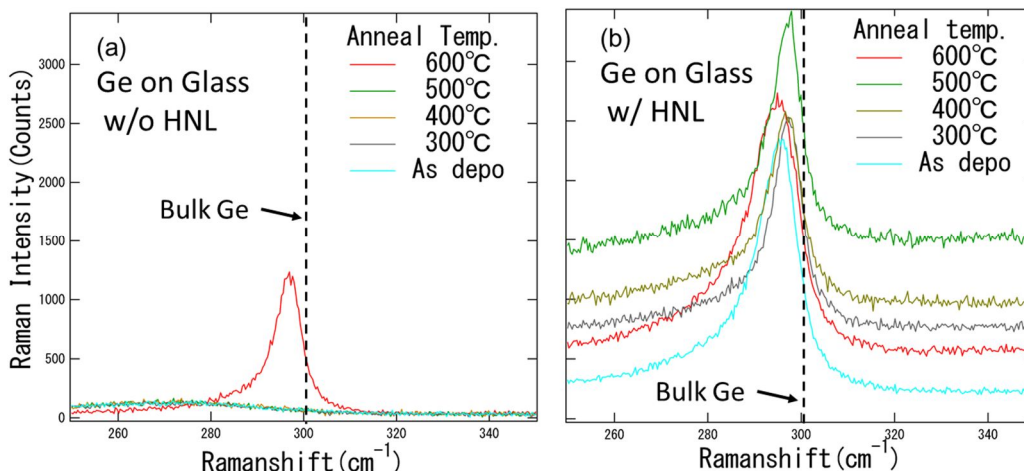 (a)
Ge on Glass
w/o HNL
Anneal Temp.
600℃
500℃
400℃
300℃
As depo
Bulk Ge
Raman Intensity(Counts)
3000
2500
2000
1500
1000
500
0
260 280 300 320 340
Ramanshift(cm-1)
(b)
Ge on Glass
w/ HNL
Anneal temp.
600℃
500℃
400℃
300℃
As depo
Bulk Ge
260 280 300 320 340
Ramanshift(cm-1)